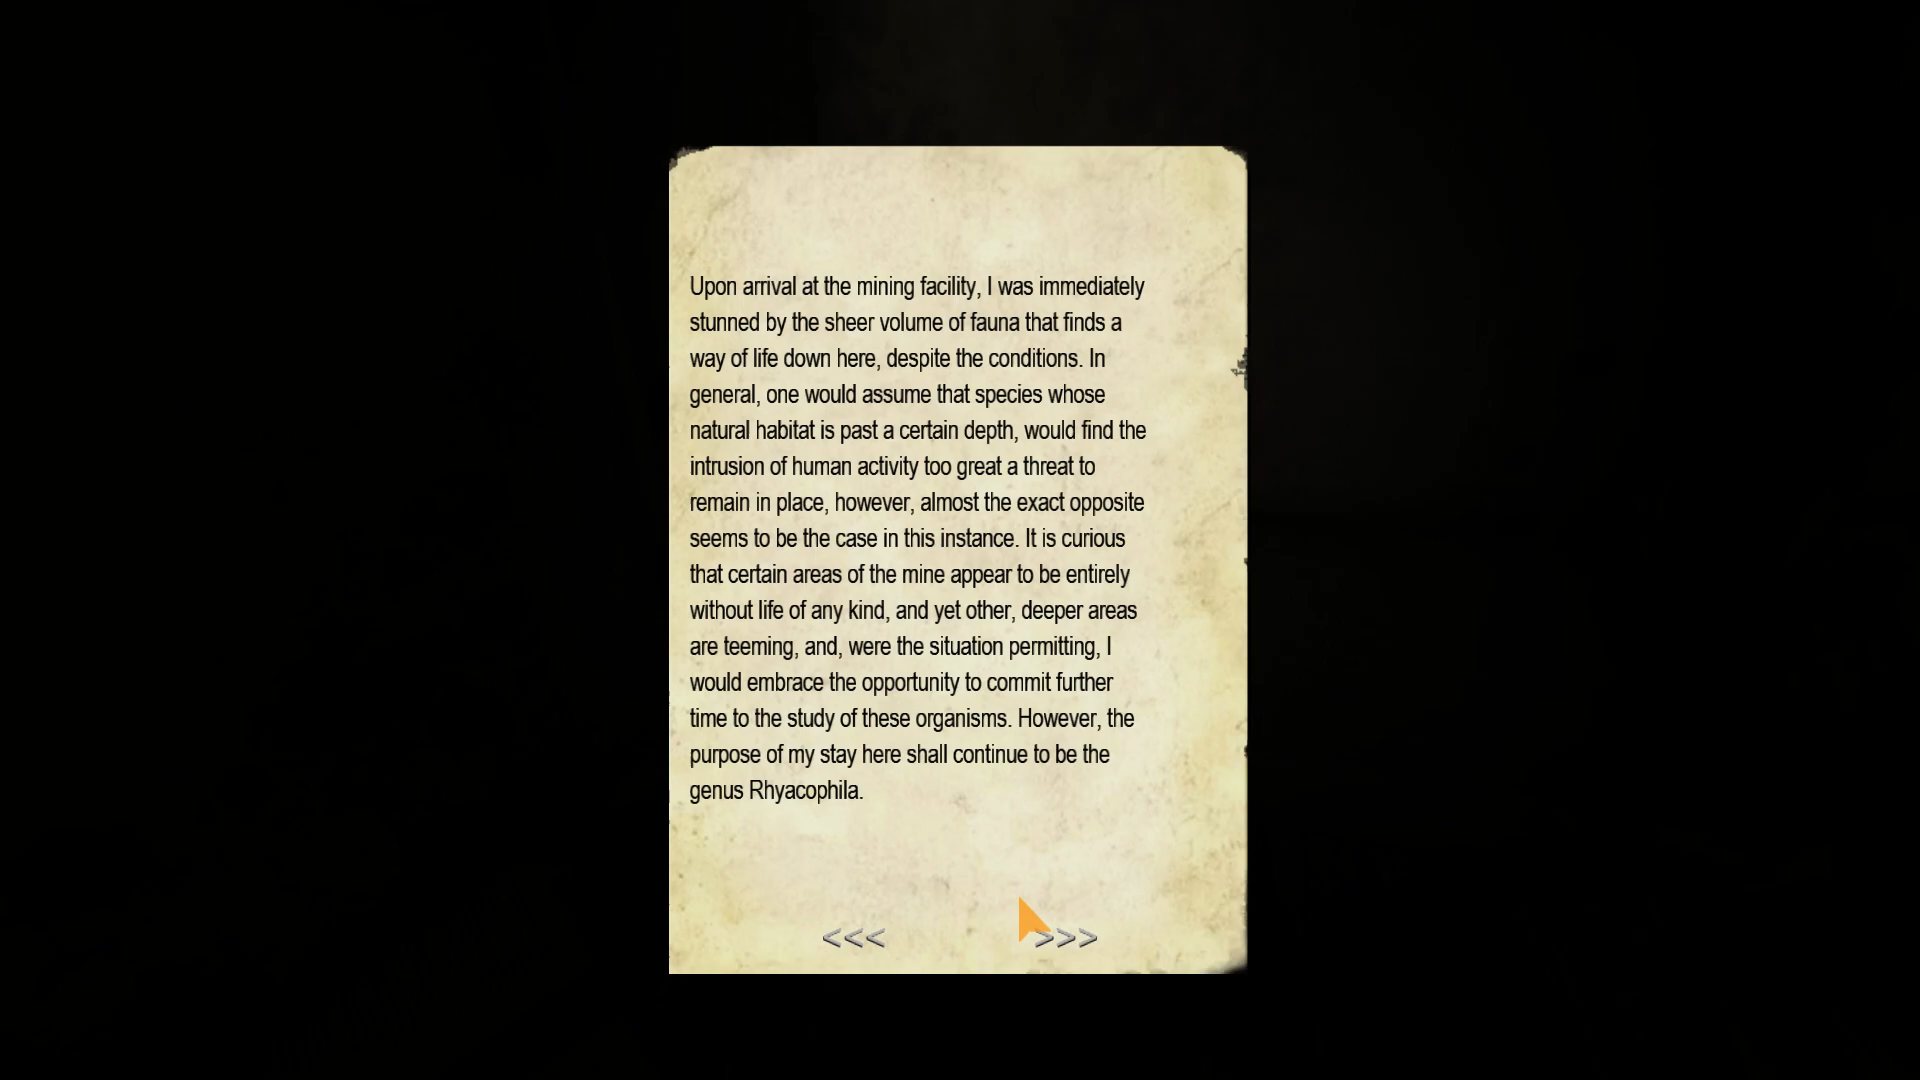 Upon arrival at the mining facility, I was immediately
stunned by the sheer volume of fauna that finds a
way of life down here, despite the conditions. In
general, one would assume that species whose
natural habitat is past a certain depth, would find the
intrusion of human activity too great a threat to
remain in place, however, almost the exact opposite
seems to be the case in this instance. It is curious
that certain areas of the mine appear to be entirely
without life of any kind, and yet other, deeper areas
are teeming, and, were the situation permitting, I
would embrace the opportunity to commit further
time to the study of these organisms. However, the
purpose of my stay here shall continue to be the
genus Rhyacophila.
<<< >>>